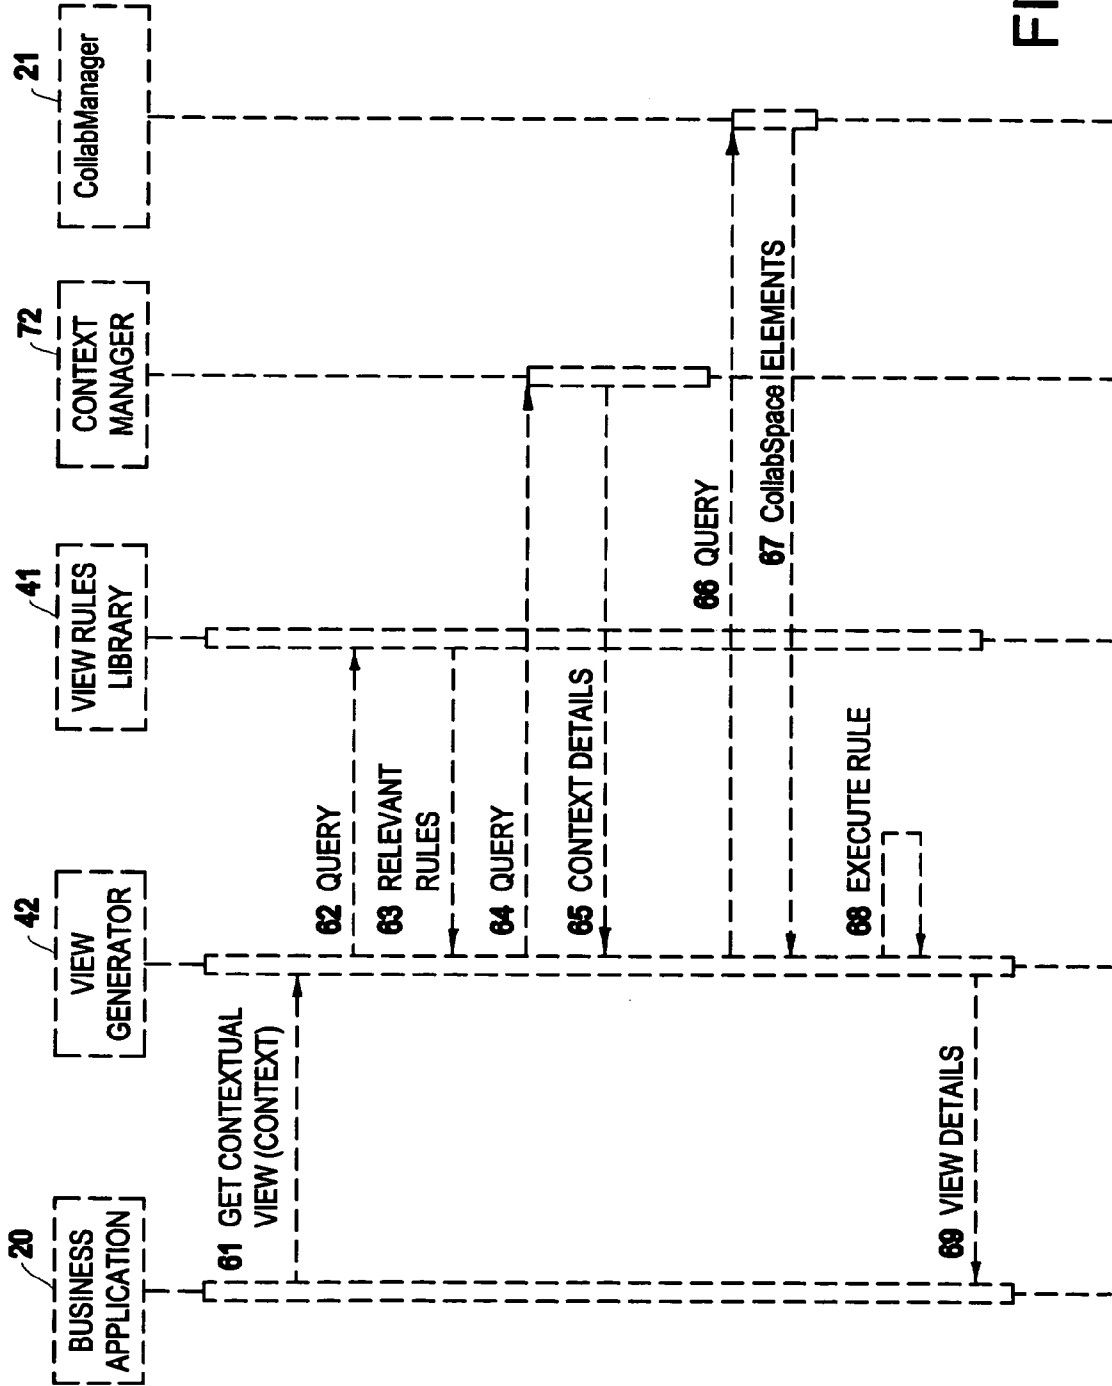 20
BUSINESS
APPLICATION
42
VIEW
GENERATOR
41
VIEW RULES
LIBRARY
72
CONTEXT
MANAGER
21
CollabManager
61 GET CONTEXTUAL
VIEW (CONTEXT)
62 QUERY
63 RELEVANT
RULES
64 QUERY
65 CONTEXT DETAILS
66 QUERY
67 CollabSpace ELEMENTS
68 EXECUTE RULE
69 VIEW DETAILS